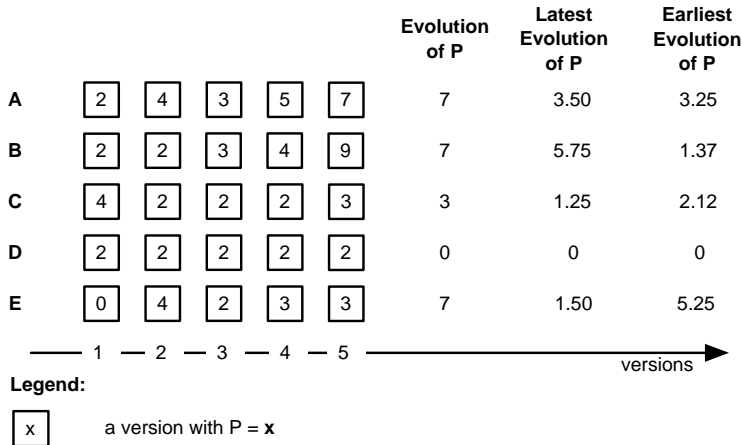 Evolution of P
Latest Evolution of P
Earliest Evolution of P
A 2 4 3 5 7 7 3.50 3.25
B 2 2 3 4 9 7 5.75 1.37
C 4 2 2 2 3 3 1.25 2.12
D 2 2 2 2 2 0 0 0
E 0 4 2 3 3 7 1.50 5.25
1 2 3 4 5 versions
Legend:
x a version with P = x